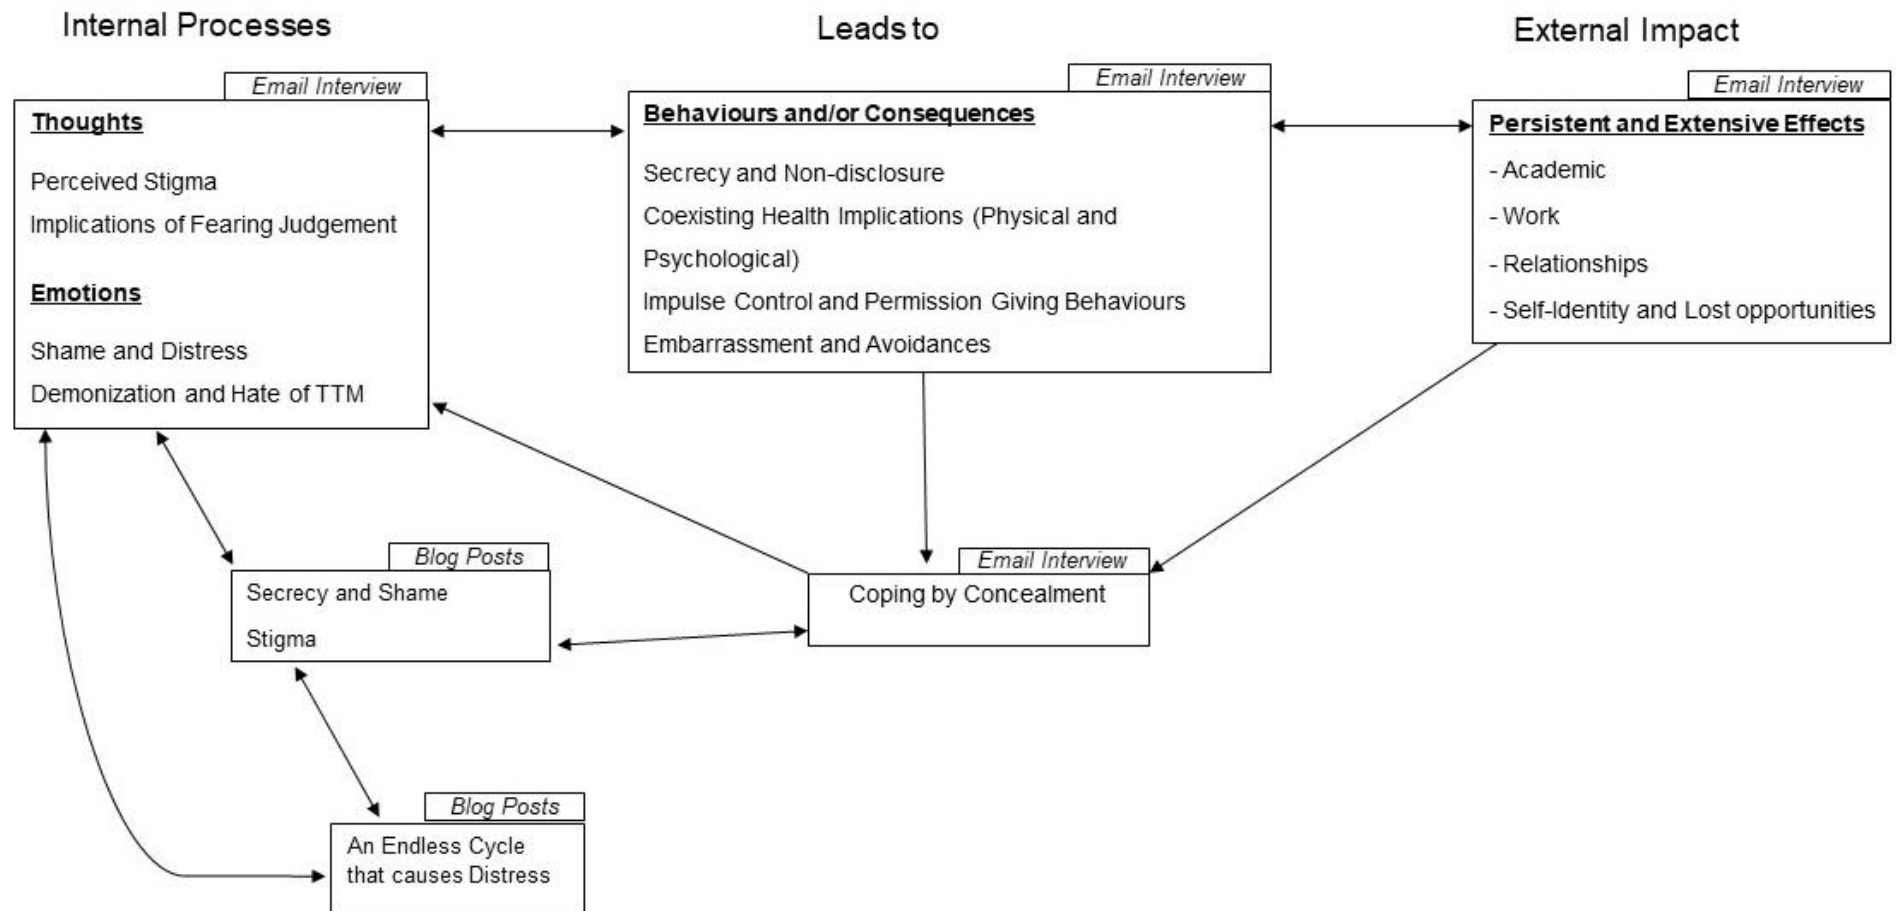 Internal Processes
Leads to
External Impact
Email Interview
Thoughts
Perceived Stigma
Implications of Fearing Judgement
Emotions
Shame and Distress
Demonization and Hate of TTM
Email Interview
Behaviours and/or Consequences
Secrecy and Non-disclosure
Coexisting Health Implications (Physical and
Psychological)
Impulse Control and Permission Giving Behaviours
Embarrassment and Avoidances
Email Interview
Persistent and Extensive Effects
- Academic
- Work
- Relationships
- Self-Identity and Lost opportunities
Blog Posts
Secrecy and Shame
Stigma
Email Interview
Coping by Concealment
Blog Posts
An Endless Cycle
that causes Distress